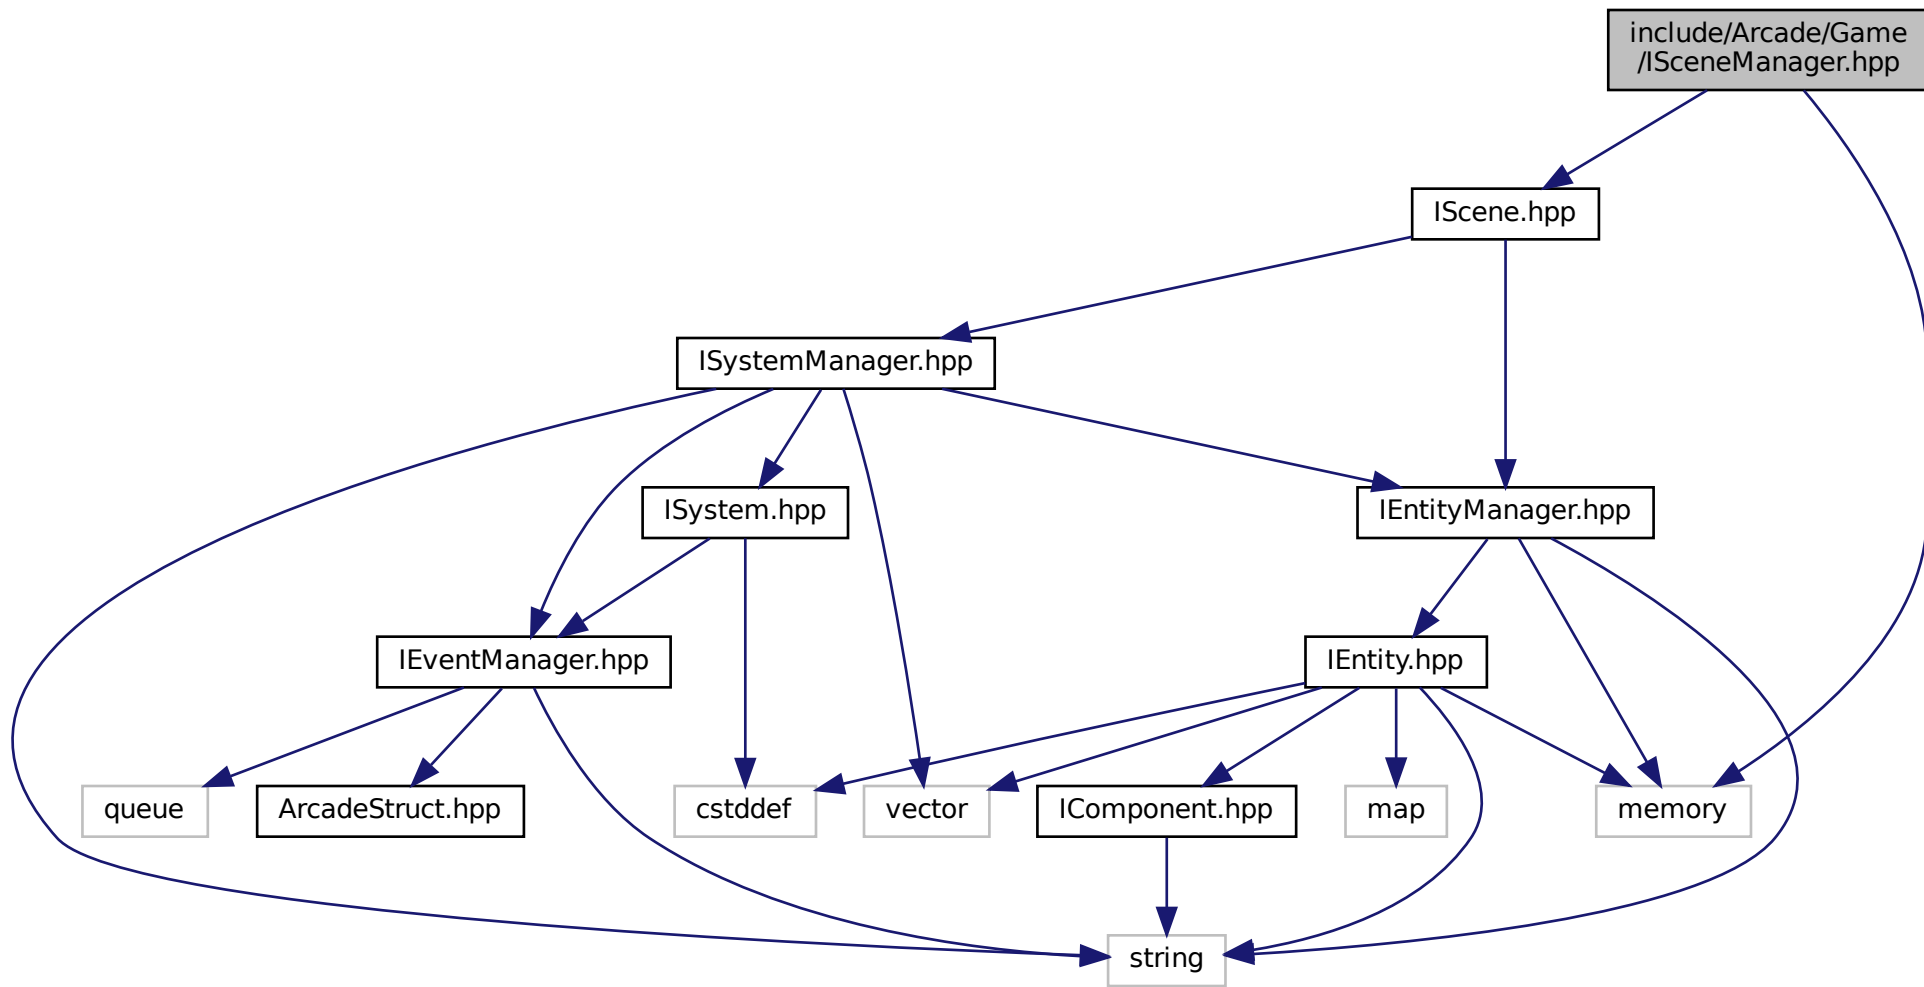 include/Arcade/Game
/ISceneManager.hpp
IScene.hpp
ISystemManager.hpp
ISystem.hpp
IEntityManager.hpp
IEventManager.hpp
IEntity.hpp
queue
ArcadeStruct.hpp
cstddef
vector
IComponent.hpp
map
memory
string